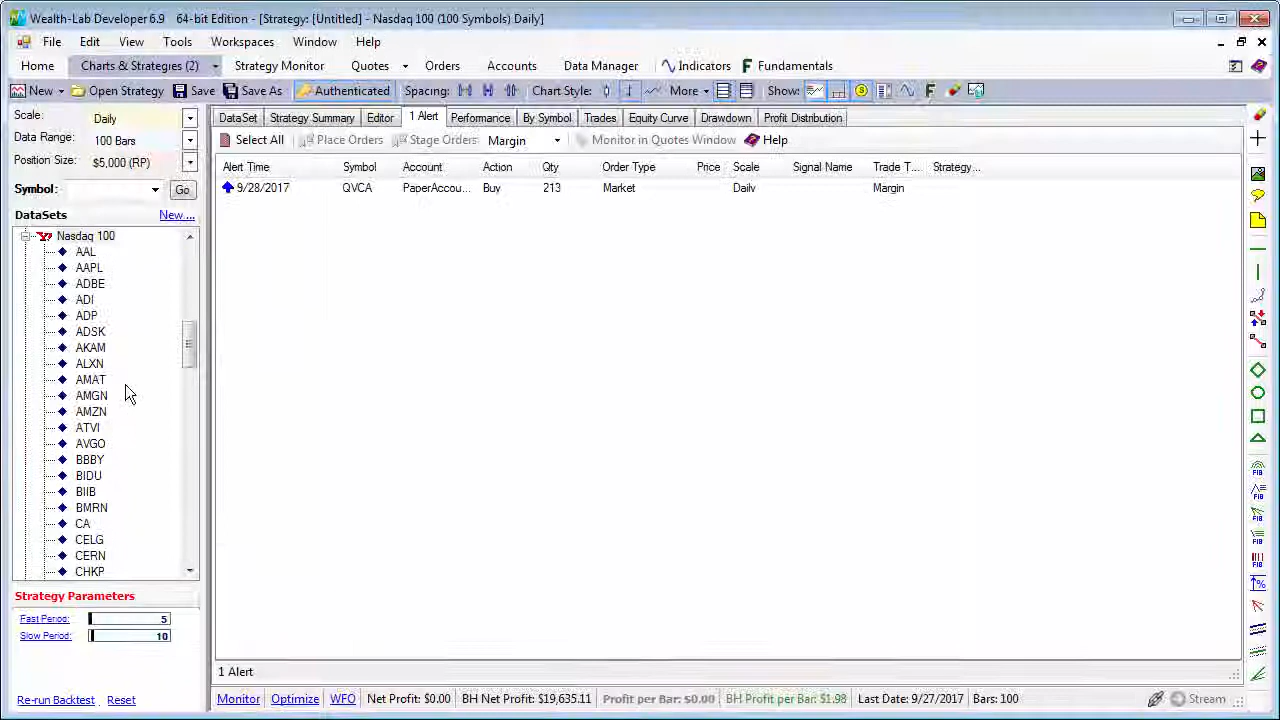 Wealth-Lab Developer 6.9 64-bit Edition - [Strategy: [Untitled] - Nasdaq 100 (100 Symbols) Daily]
File Edit View Tools Workspaces Window Help
Home Charts & Strategies (2) Strategy Monitor Quotes Orders Accounts Data Manager Indicators Fundamentals
New Open Strategy Save Save As Authenticated Spacing: Chart Style: More Show:
Scale: Daily
Data Range: 100 Bars
Position Size: $5,000 (RP)
Symbol: Go
DataSets New ...
Nasdaq 100
AAL
AAPL
ADBE
ADI
ADP
ADSK
AKAM
ALXN
AMAT
AMGN
AMZN
ATVI
AVGO
BBBY
BIDU
BIIB
BMRN
CA
CELG
CERN
CHKP
Strategy Parameters
Fast Period: 5
Slow Period: 10
Re-run Backtest Reset
DataSet Strategy Summary Editor 1 Alert Performance By Symbol Trades Equity Curve Drawdown Profit Distribution
Select All Place Orders Stage Orders Margin Monitor in Quotes Window Help
Alert Time Symbol Account Action Qty Order Type Price Scale Signal Name Trade T... Strategy...
9/28/2017 QVCA PaperAccou... Buy 213 Market Daily Margin
1 Alert
Monitor Optimize WFO Net Profit: $0.00 BH Net Profit: $19,635.11 Profit per Bar: $0.00 BH Profit per Bar: $1.98 Last Date: 9/27/2017 Bars: 100 Stream
FIB
FIB
FIB
FIB
FIB
%